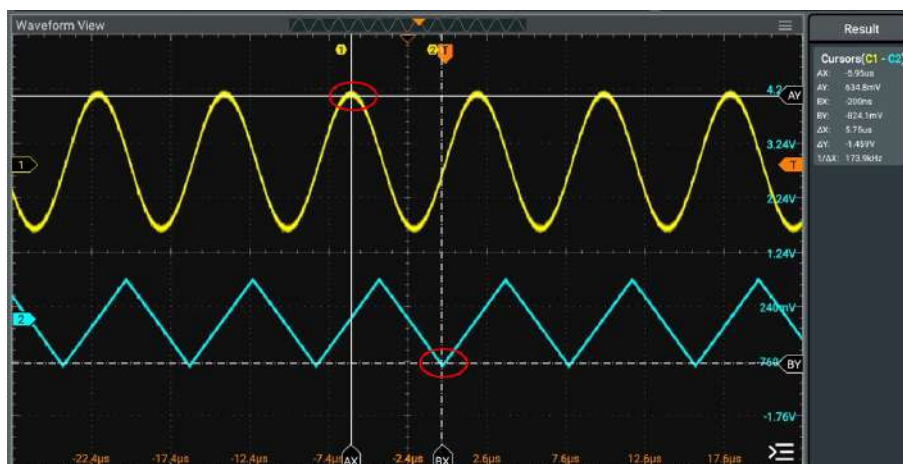 Waveform View
Result
1
2
T
Cursors(C1 - C2)
AX: -5.95us
AY: 634.8mV
BX: -200ns
BY: -824.1mV
ΔX: 5.75us
ΔY: -1.459V
1/ΔX: 173.9kHz
4.2
AY
3.24V
1
T
2.24V
1.24V
240mV
2
-760
BY
-1.76V
-22.4μs
-17.4μs
-12.4μs
-7.4μs
AX
-2.4μs
BX
2.6μs
7.6μs
12.6μs
17.6μs